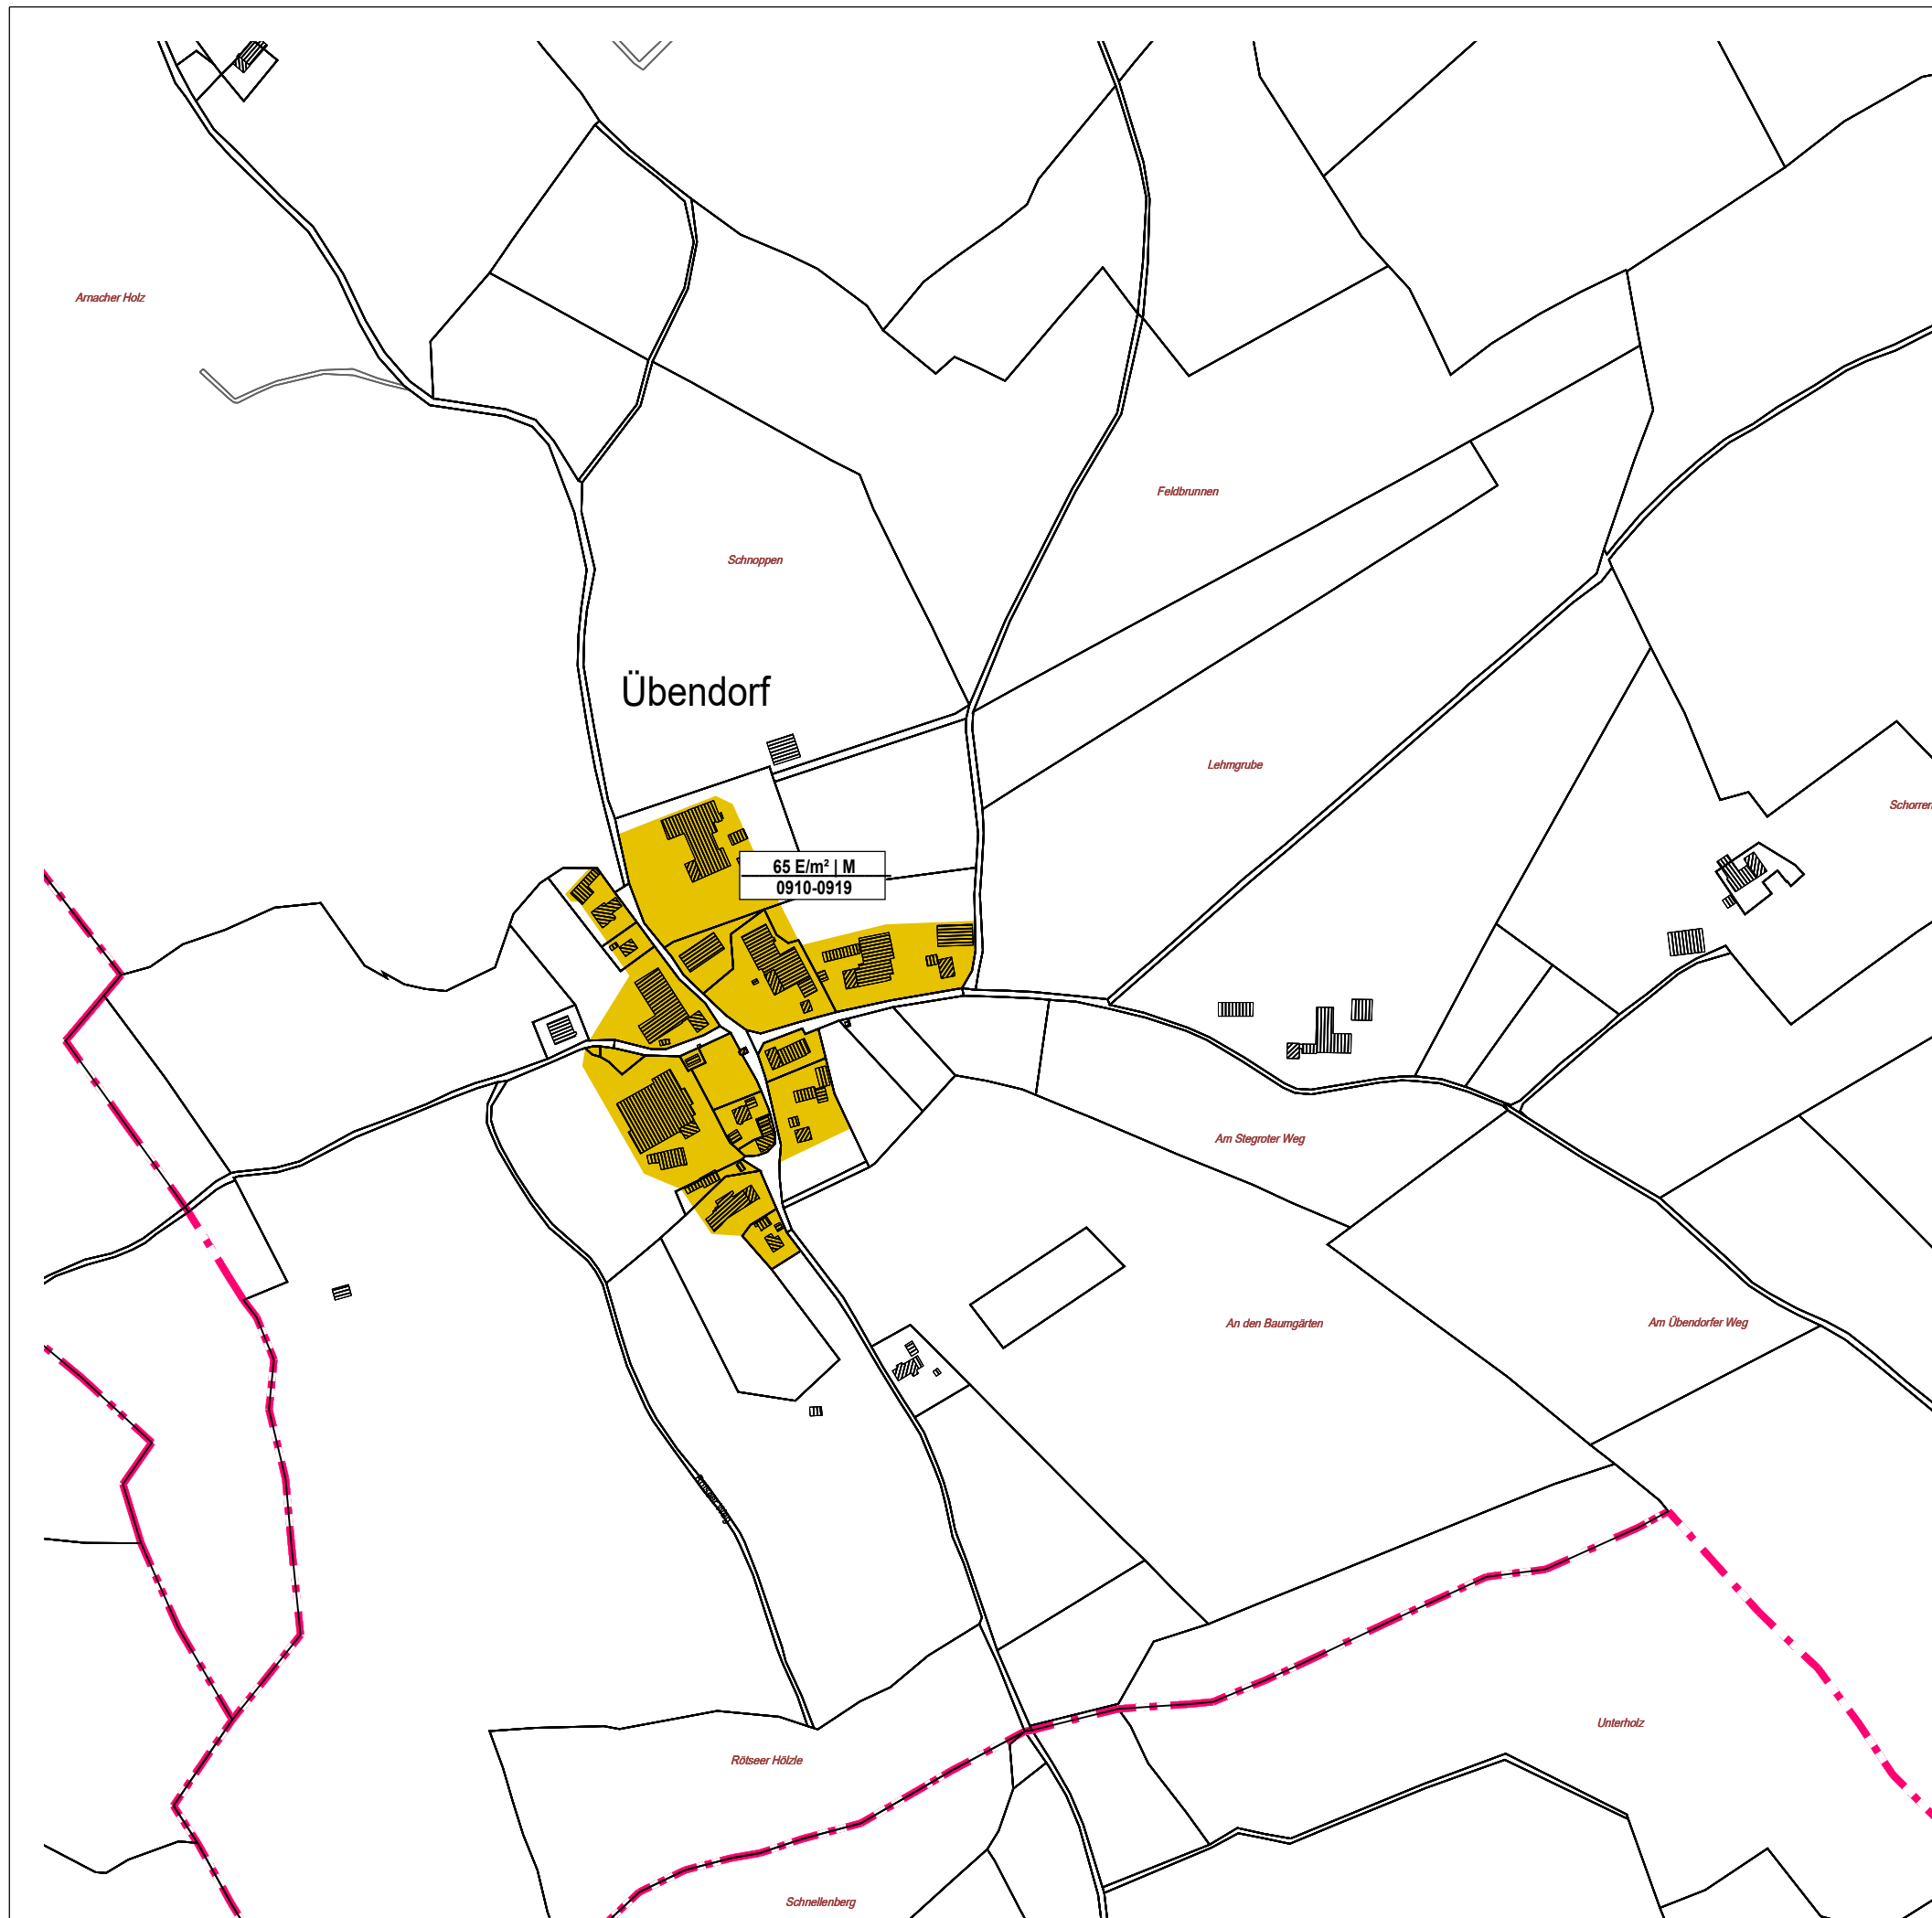 Arnacher Holz
Feldbrunnen
Schnoppen
Übendorf
Lehmgrube
Schorren
65 E/m² | M
0910-0919
Am Stegroter Weg
An den Baumgärten
Am Übendorfer Weg
Unterholz
Rötseer Hölzle
Schnellenberg